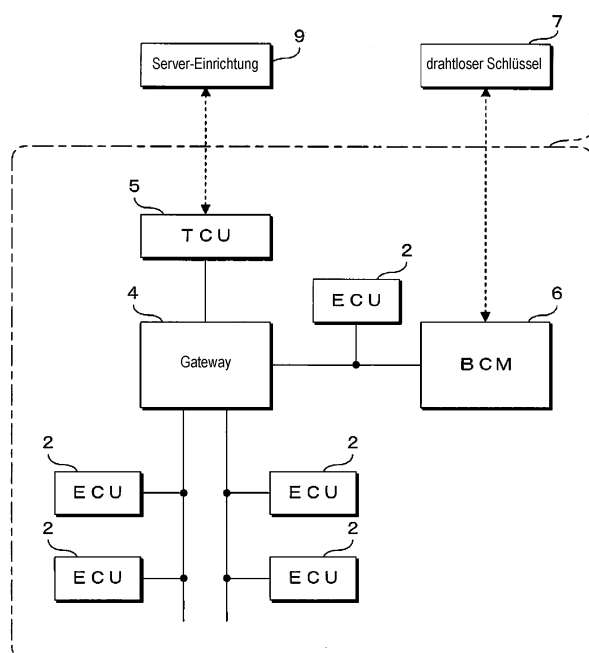 9
7
Server-Einrichtung
drahtloser Schlüssel
5
TCU
2
4
ECU
6
Gateway
BCM
2
2
ECU
ECU
2
2
ECU
ECU